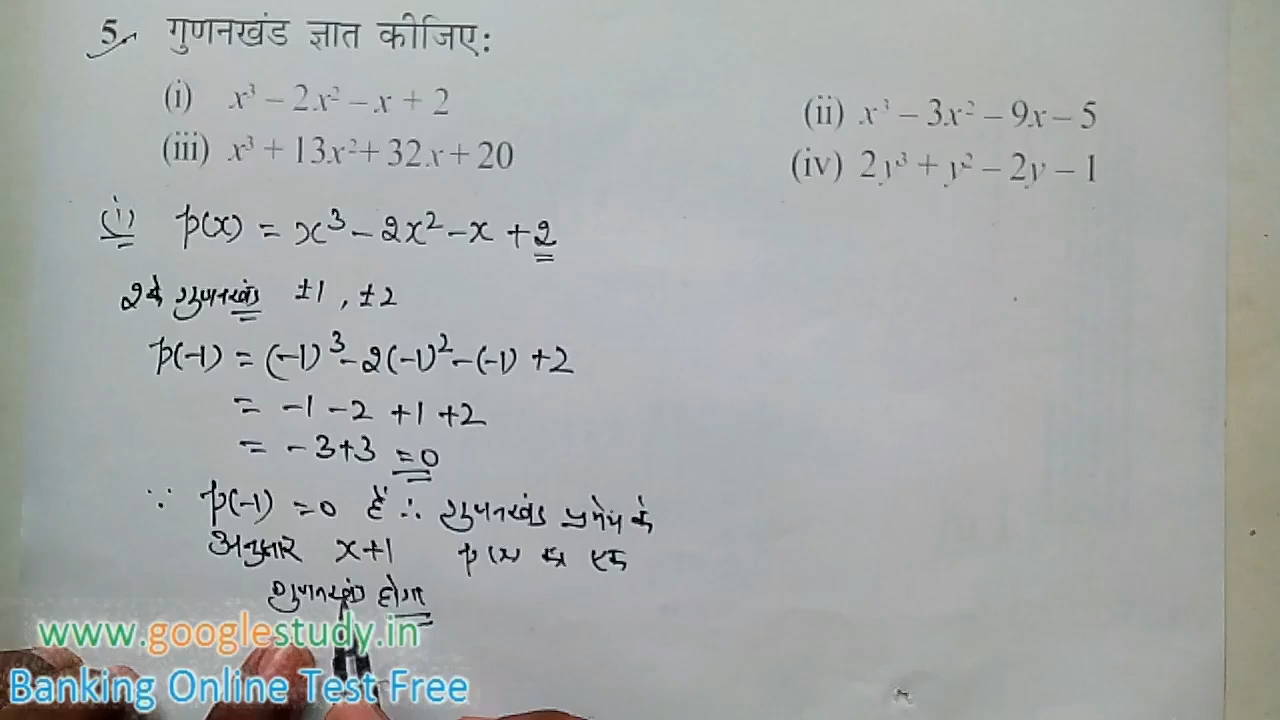 5. गुणनखंड ज्ञात कीजिए:
(i) x³ – 2x² – x + 2
(ii) x³ – 3x² – 9x – 5
(iii) x³ + 13x² + 32x + 20
(iv) 2y³ + y² – 2y – 1
(i) p(x) = x³ – 2x² – x + 2
2 के गुणनखंड ±1, ±2
p(-1) = (-1)³ – 2(-1)² – (-1) + 2
= -1 - 2 + 1 + 2
= -3+3 = 0
∵ p(-1) = 0 है ∴ गुणनखंड प्रमेय के
अनुसार x+1 p(x) का एक
गुणनखंड होगा
www.googlestudy.in
Banking Online Test Free